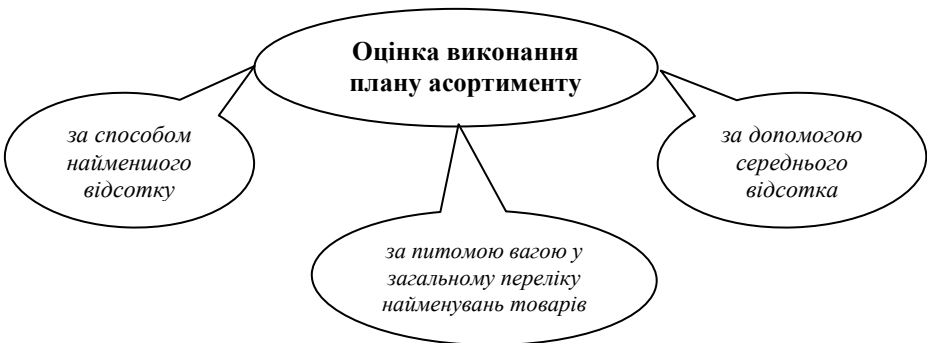 Оцінка виконання
плану асортименту
за способом
найменшого
відсотку
за допомогою
середнього
відсотка
за питомою вагою у
загальному переліку
найменувань товарів